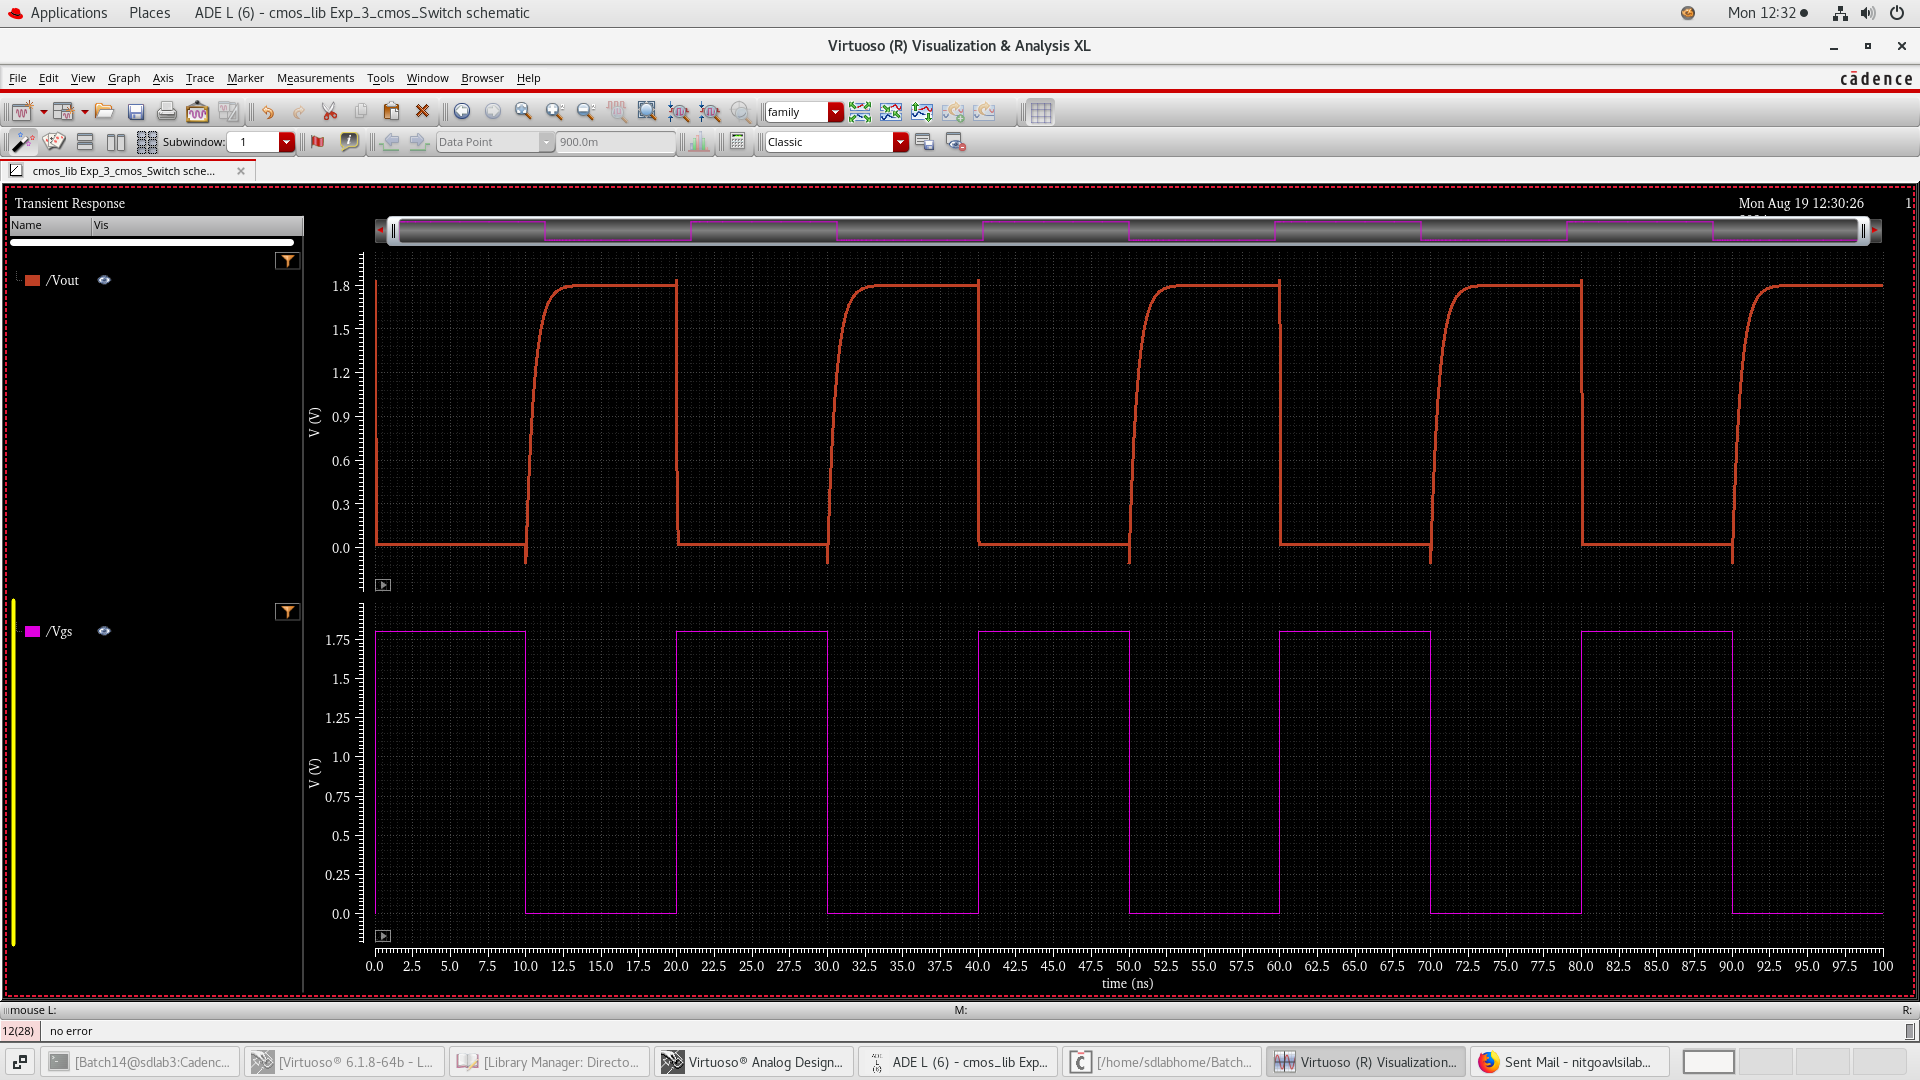 Applications Places ADE L (6) - cmos_lib Exp_3_cmos_Switch schematic Mon 12:32
Virtuoso (R) Visualization & Analysis XL
File Edit View Graph Axis Trace Marker Measurements Tools Window Browser Help cādence
family
Subwindow: 1 Data Point 900.0m Classic
cmos_lib Exp_3_cmos_Switch sche...
Transient Response Mon Aug 19 12:30:26 1
Name Vis
/Vout
1.8
1.5
1.2
0.9
0.6
0.3
0.0
V (V)
/Vgs
1.75
1.5
1.25
1.0
0.75
0.5
0.25
0.0
V (V)
0.0 2.5 5.0 7.5 10.0 12.5 15.0 17.5 20.0 22.5 25.0 27.5 30.0 32.5 35.0 37.5 40.0 42.5 45.0 47.5 50.0 52.5 55.0 57.5 60.0 62.5 65.0 67.5 70.0 72.5 75.0 77.5 80.0 82.5 85.0 87.5 90.0 92.5 95.0 97.5 100
time (ns)
mouse L: M: R:
12(28) no error
[Batch14@sdlab3:Cadenc... [Virtuoso® 6.1.8-64b - L... [Library Manager: Directo... Virtuoso® Analog Design... ADE L (6) - cmos_lib Exp... [/home/sdlabhome/Batch... Virtuoso (R) Visualization... Sent Mail - nitgoavlsilab...